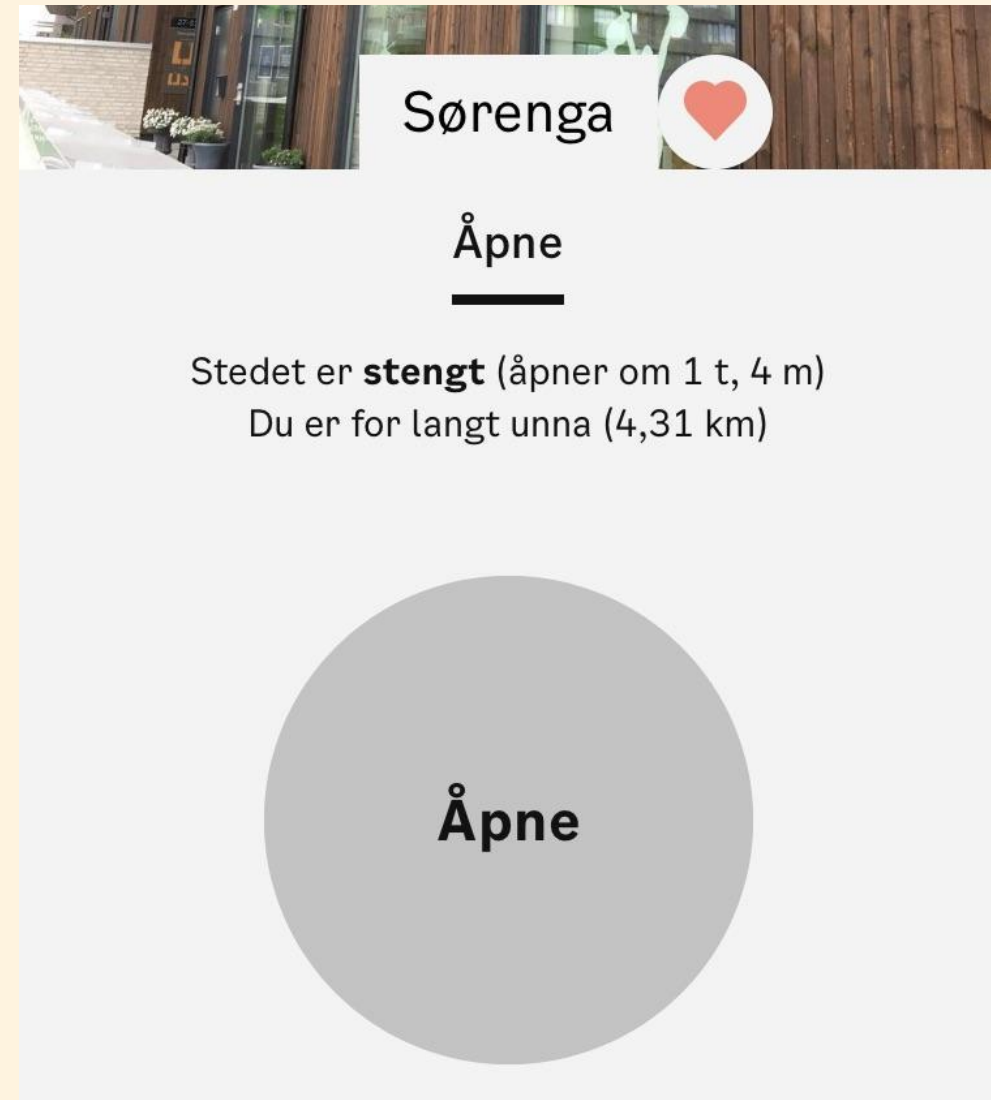 Sørenga
Åpne
Stedet er stengt (åpner om 1 t, 4 m)
Du er for langt unna (4,31 km)
Åpne